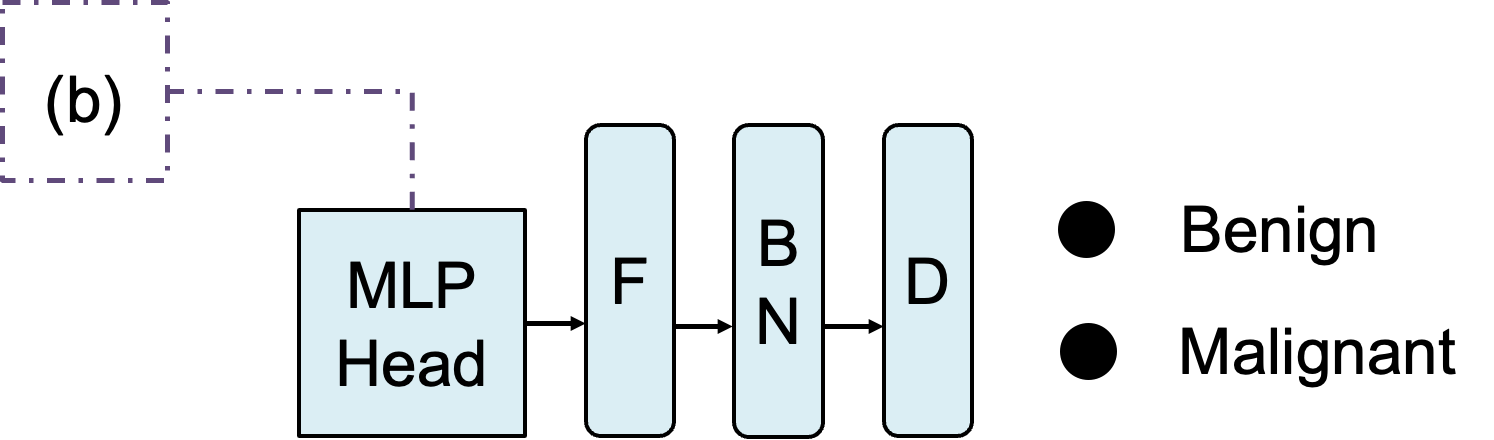 (b)
MLP
Head
F
B
N
D
Benign
Malignant